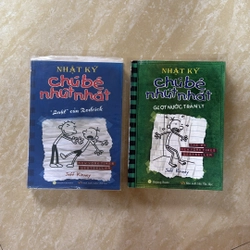 NHẬT KÝ
chú bé
nhút nhát
"Luật" của Rodrick
Jeff Kinney
NHẬT KÝ
chú bé
nhút nhát
GIỌT NƯỚC TRÀN LY
Jeff Kinney